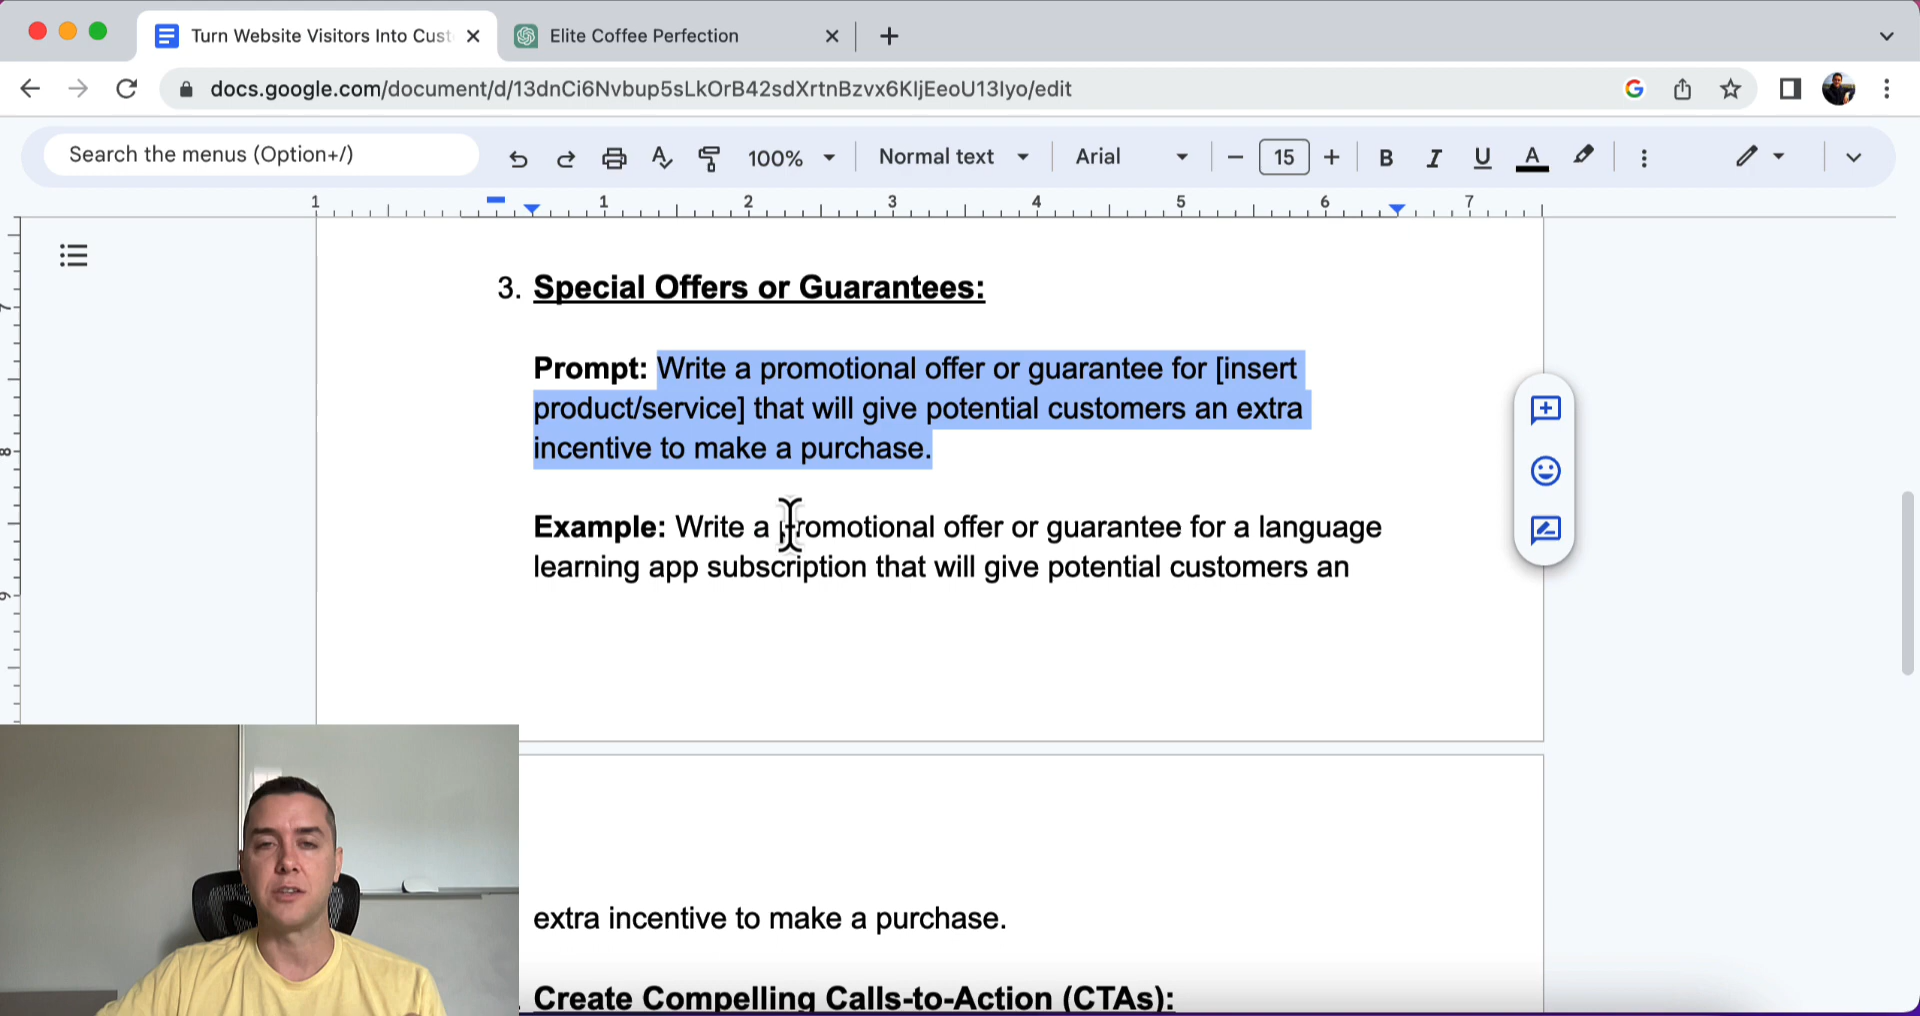 Turn Website Visitors Into Cust
Elite Coffee Perfection
docs.google.com/document/d/13dnCi6Nvbup5sLkOrB42sdXrtnBzvx6KIjEeoU13Iyo/edit
Search the menus (Option+/)
100%
Normal text
Arial
15
B I U A
1 1 2 3 4 5 6 7
7
8
9
3. Special Offers or Guarantees:
Prompt: Write a promotional offer or guarantee for [insert
product/service] that will give potential customers an extra
incentive to make a purchase.
Example: Write a promotional offer or guarantee for a language
learning app subscription that will give potential customers an
extra incentive to make a purchase.
Create Compelling Calls-to-Action (CTAs):